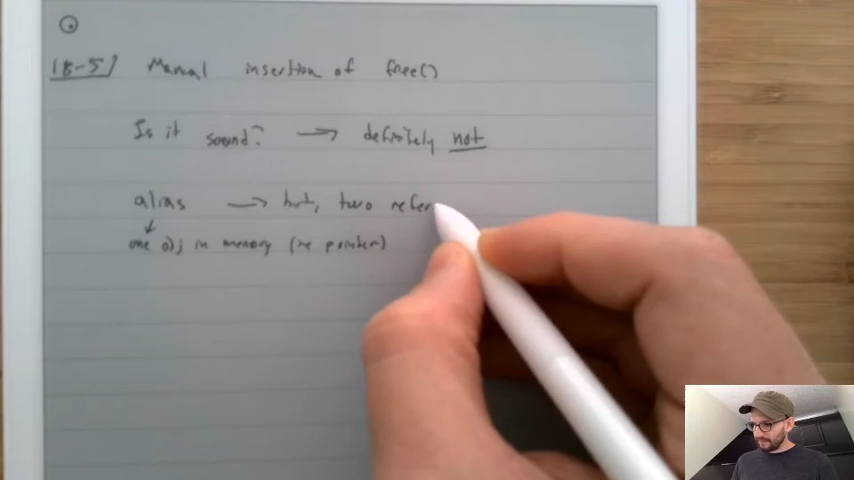 18-5] Manual insertion of free()
Is it sound? → definitely not
alias → but, two refer
one obj in memory (re pointer)